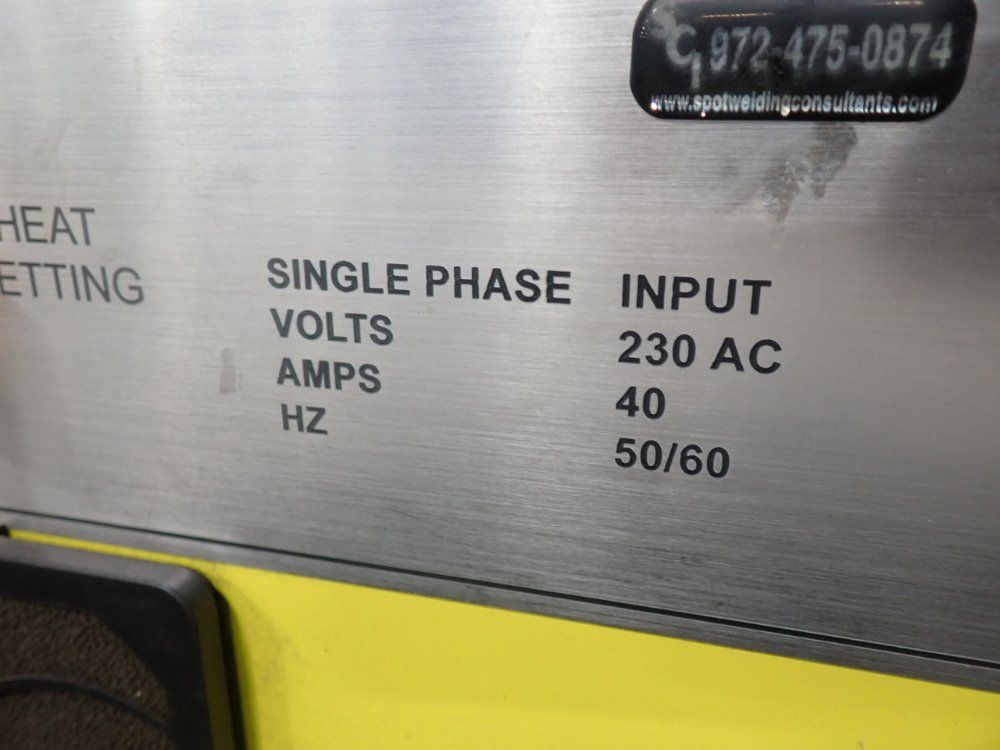 SCI 972-475-0874
www.spotweldingconsultants.com
HEAT
ETTING
SINGLE PHASE INPUT
VOLTS 230 AC
AMPS 40
HZ 50/60